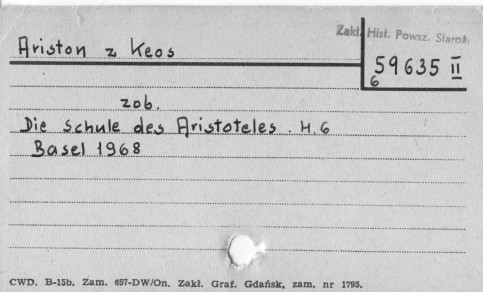 Zakł. Hist. Powsz. Staroż.
Ariston z Keos
59635 II
6
zob.
Die Schule des Aristoteles. H. 6
Basel 1968
CWD. B-15b. Zam. 657-DW/On. Zakł. Graf. Gdańsk, zam. nr 1795.